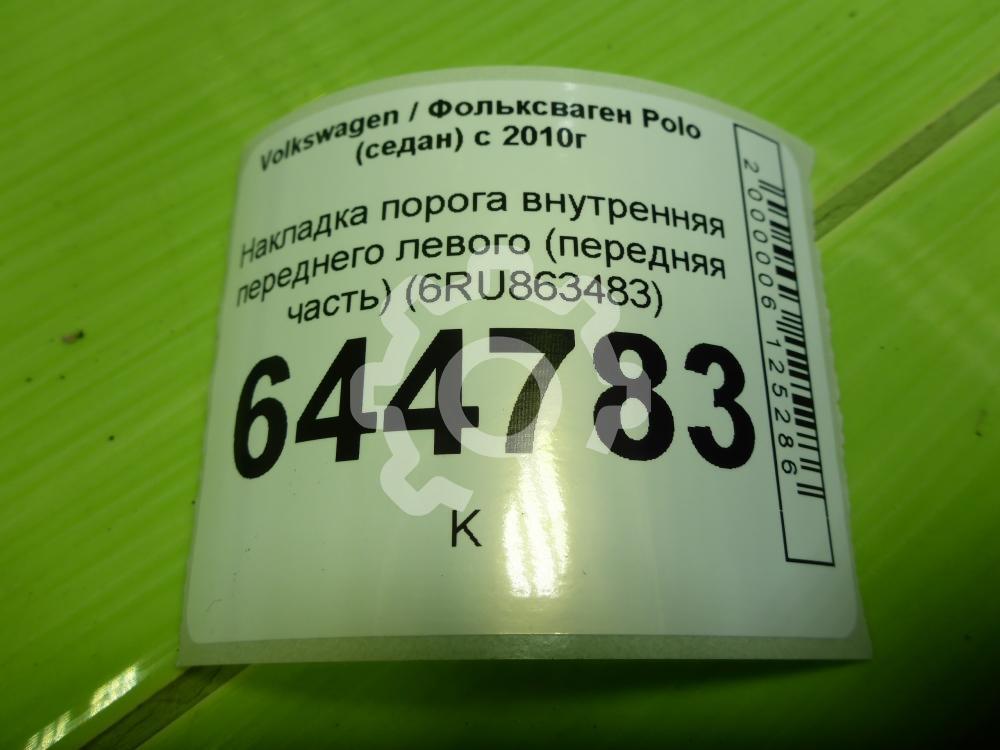 Volkswagen / Фольксваген Polo
(седан) с 2010г
Накладка порога внутренняя
переднего левого (передняя
часть) (6RU863483)
644783
К
2000006125286